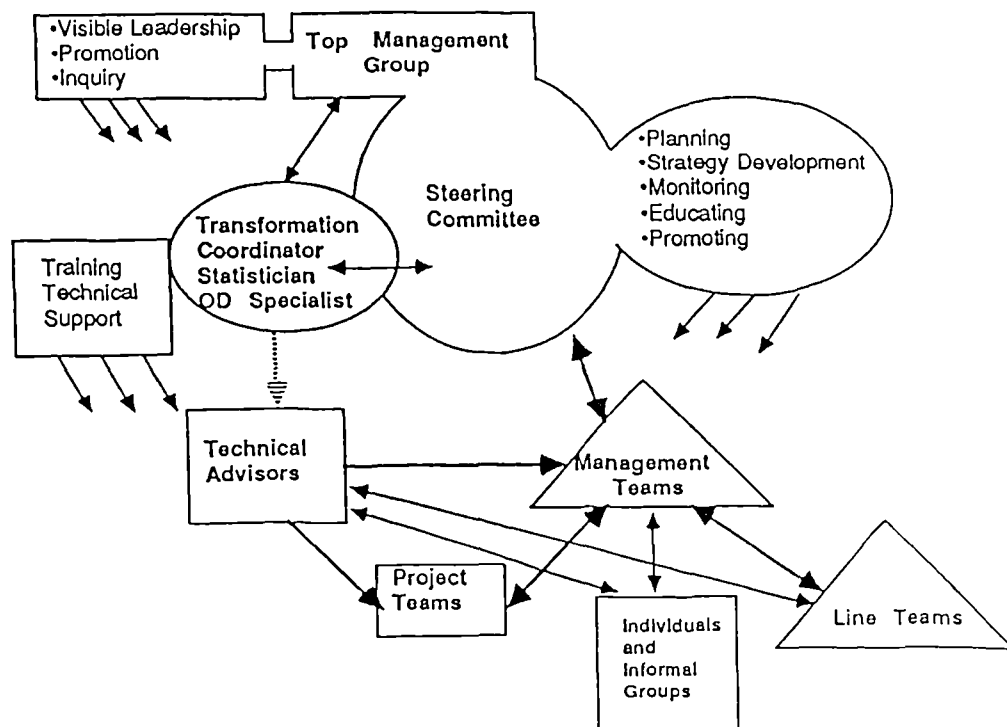 •Visible Leadership
•Promotion
•Inquiry
Top Management
Group
•Planning
•Strategy Development
•Monitoring
•Educating
•Promoting
Steering
Committee
Transformation
Coordinator
Statistician
OD Specialist
Training
Technical
Support
Technical
Advisors
Management
Teams
Project
Teams
Individuals
and
Informal
Groups
Line Teams